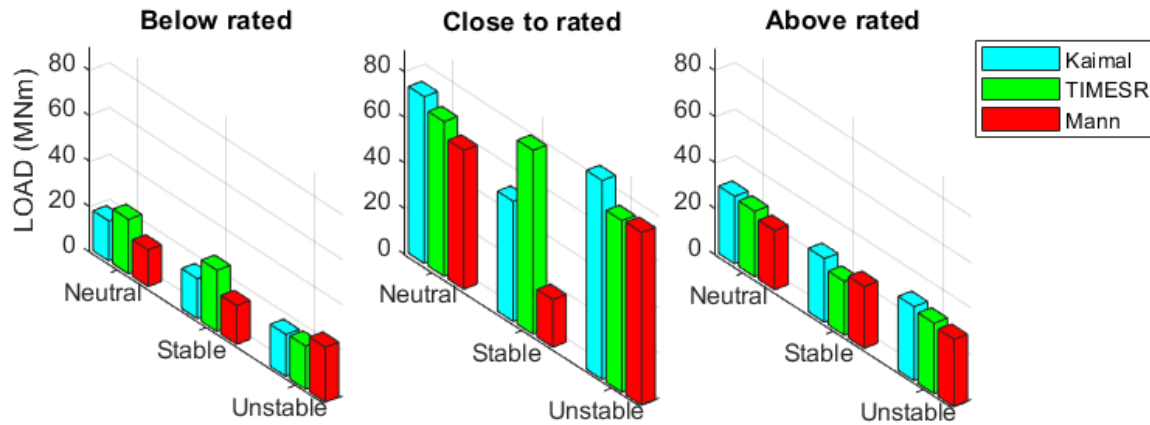 Below rated
Close to rated
Above rated
Kaimal
TIMESR
Mann
LOAD (MNm)
80
60
40
20
0
Neutral
Stable
Unstable
80
60
40
20
0
Neutral
Stable
Unstable
80
60
40
20
0
Neutral
Stable
Unstable